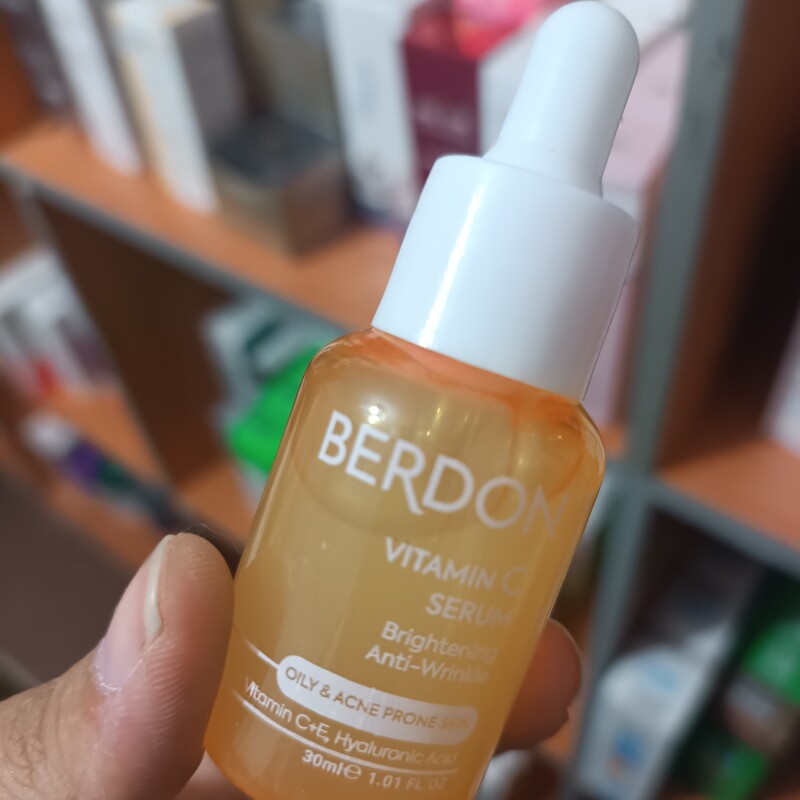 BERDON
VITAMIN C
SERUM
Brightening
Anti-Wrinkle
OILY & ACNE PRONE SKIN
Vitamin C+E, Hyaluronic Acid
30ml℮ 1.01 FL.OZ